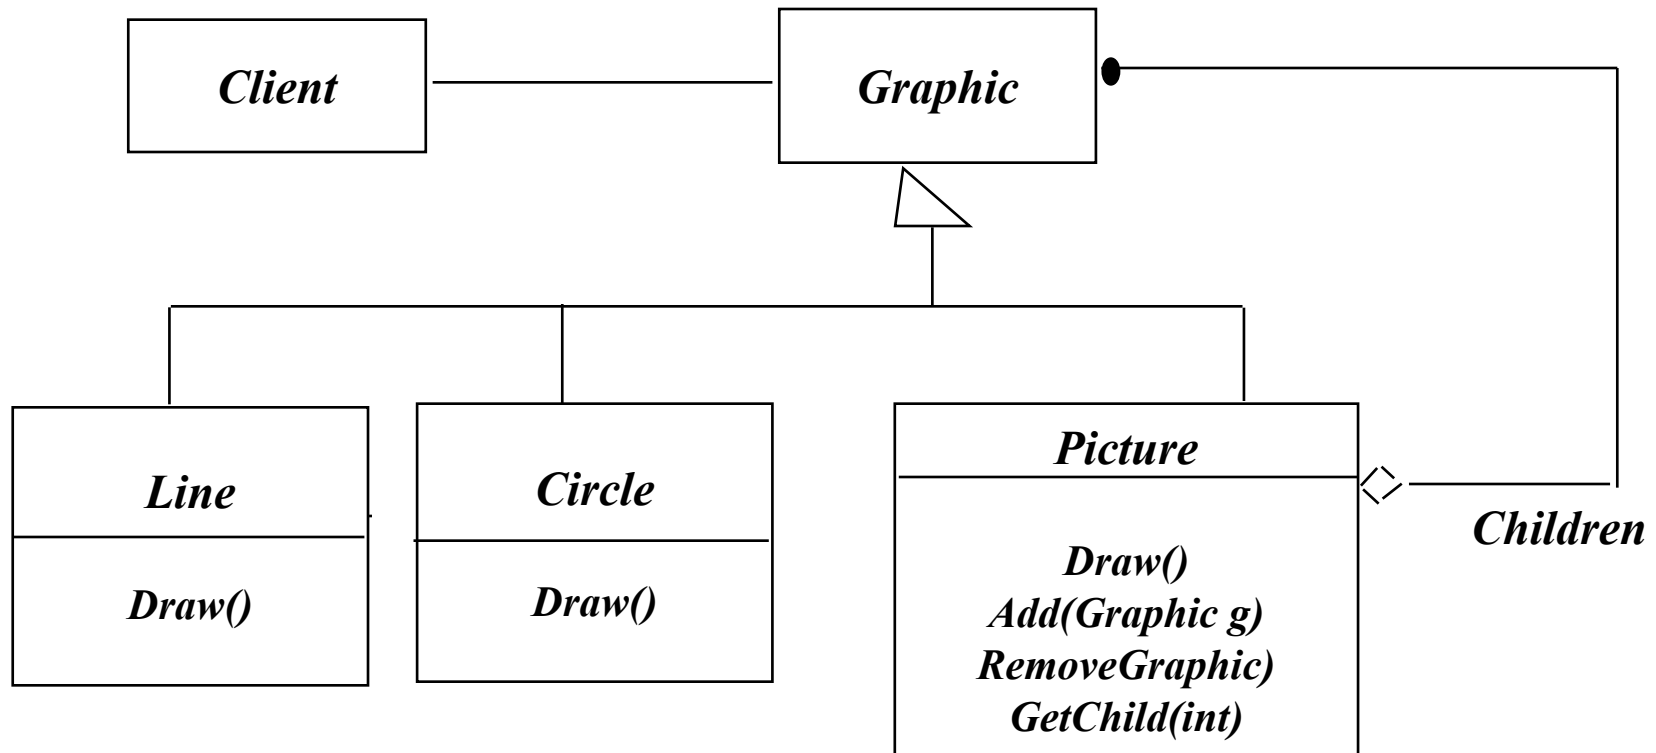 Client
Graphic
Line
Draw()
Circle
Draw()
Picture
Draw()
Add(Graphic g)
RemoveGraphic)
GetChild(int)
Children